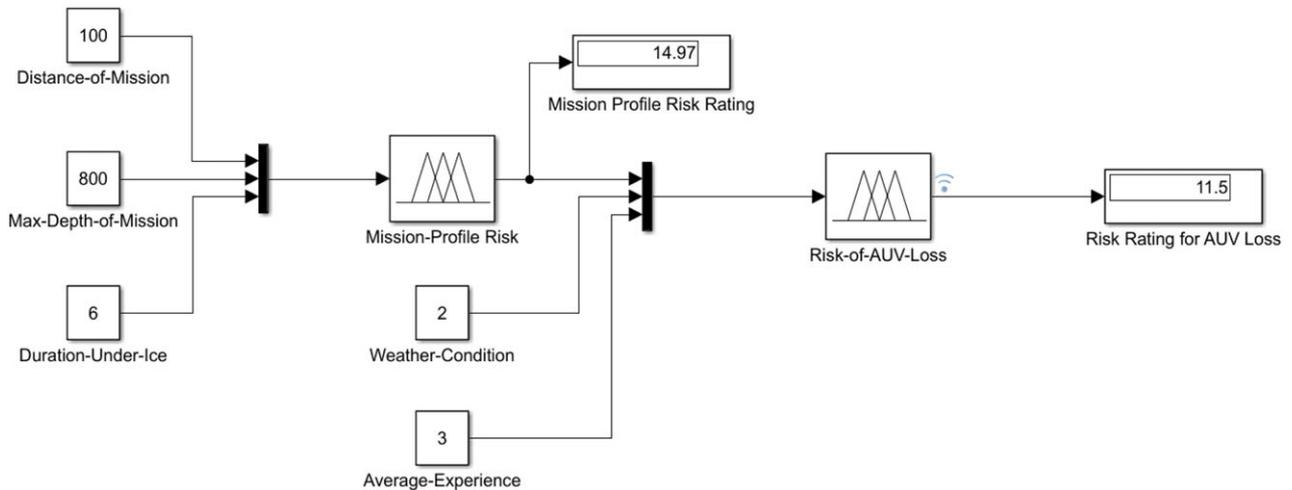 100
Distance-of-Mission
14.97
Mission Profile Risk Rating
800
Max-Depth-of-Mission
Mission-Profile Risk
11.5
Risk Rating for AUV Loss
Risk-of-AUV-Loss
6
Duration-Under-Ice
2
Weather-Condition
3
Average-Experience